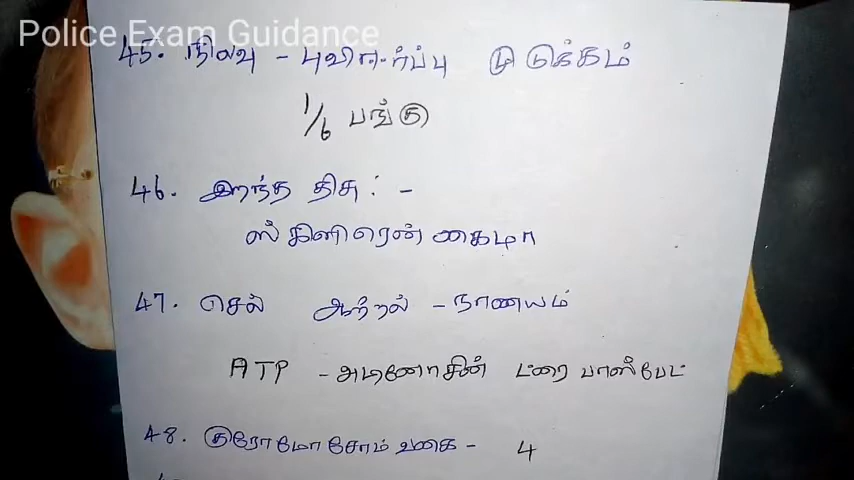 Police Exam Guidance
45. நிலவு - புவிஈர்ப்பு முடுக்கம்
1/6 பங்கு
46. இறந்த திசு : -
ஸ்கிளிரென்கைமா
47. செல் ஆற்றல் - நாணயம்
ATP - அடினோசின் ட்ரை பாஸ்பேட்
48. குரோமோசோம் வகை - 4